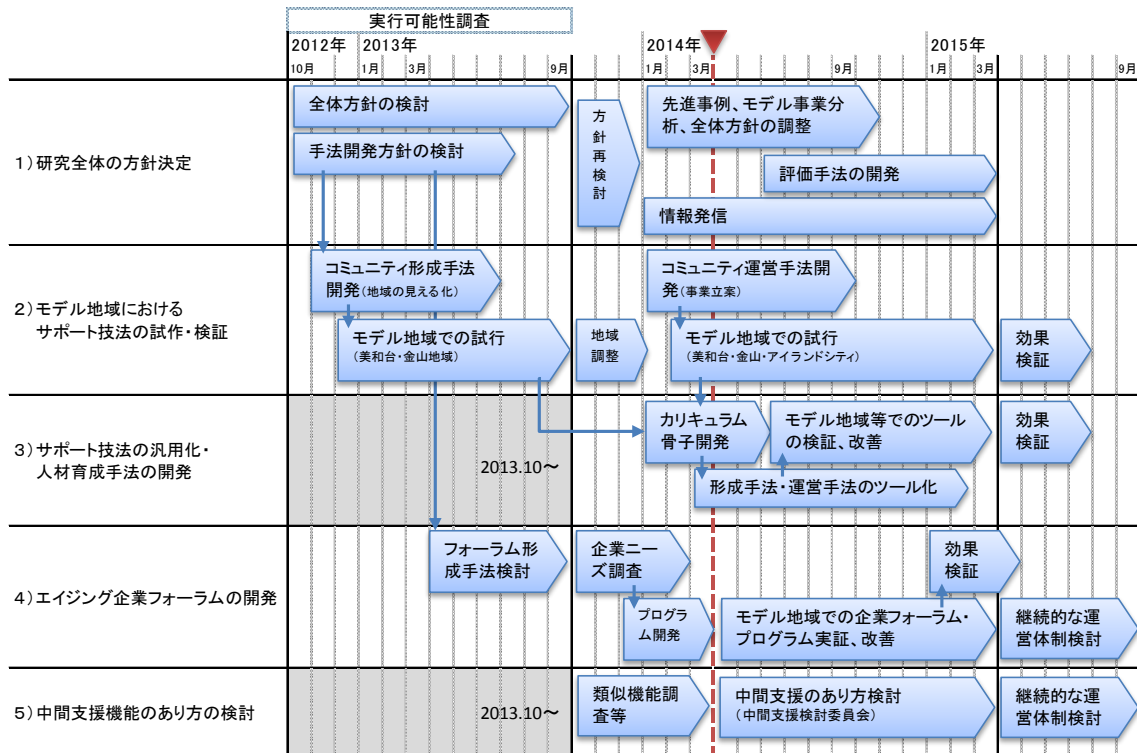 実行可能性調査
2012年 2013年 2014年 2015年
10月 1月 3月 9月 1月 3月 9月 1月 3月 9月
1）研究全体の方針決定
全体方針の検討
手法開発方針の検討
方針再検討
先進事例、モデル事業分
析、全体方針の調整
評価手法の開発
情報発信
2）モデル地域における
サポート技法の試作・検証
コミュニティ形成手法
開発（地域の見える化）
モデル地域での試行
（美和台・金山地域）
地域
調整
コミュニティ運営手法開
発（事業立案）
モデル地域での試行
（美和台・金山・アイランドシティ）
効果
検証
3）サポート技法の汎用化・
人材育成手法の開発
2013.10～
カリキュラム
骨子開発
モデル地域等でのツール
の検証、改善
形成手法・運営手法のツール化
効果
検証
4）エイジング企業フォーラムの開発
フォーラム形
成手法検討
企業ニー
ズ調査
プログラ
ム開発
モデル地域での企業フォーラム・
プログラム実証、改善
効果
検証
継続的な運
営体制検討
5）中間支援機能のあり方の検討
2013.10～
類似機能調
査等
中間支援のあり方検討
（中間支援検討委員会）
継続的な運
営体制検討